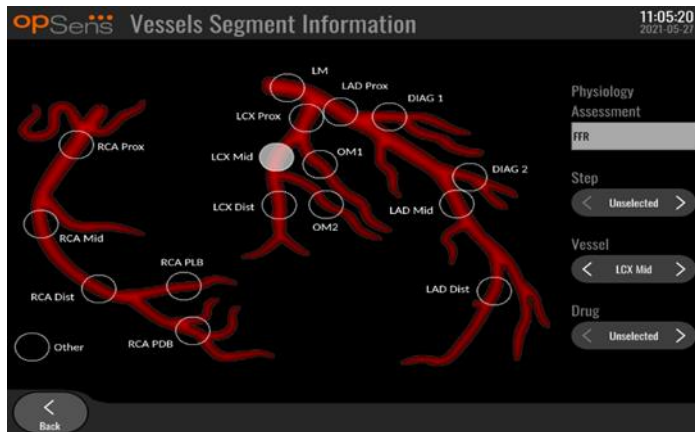 opSens Vessels Segment Information
11:05:20
2021-05-27
LM
LAD Prox
DIAG 1
LCX Prox
RCA Prox
LCX Mid
OM1
DIAG 2
LCX Dist
OM2
LAD Mid
RCA Mid
RCA PLB
RCA Dist
LAD Dist
RCA PDB
Other
Physiology
Assessment
FFR
Step
< Unselected >
Vessel
< LCX Mid >
Drug
< Unselected >
<
Back